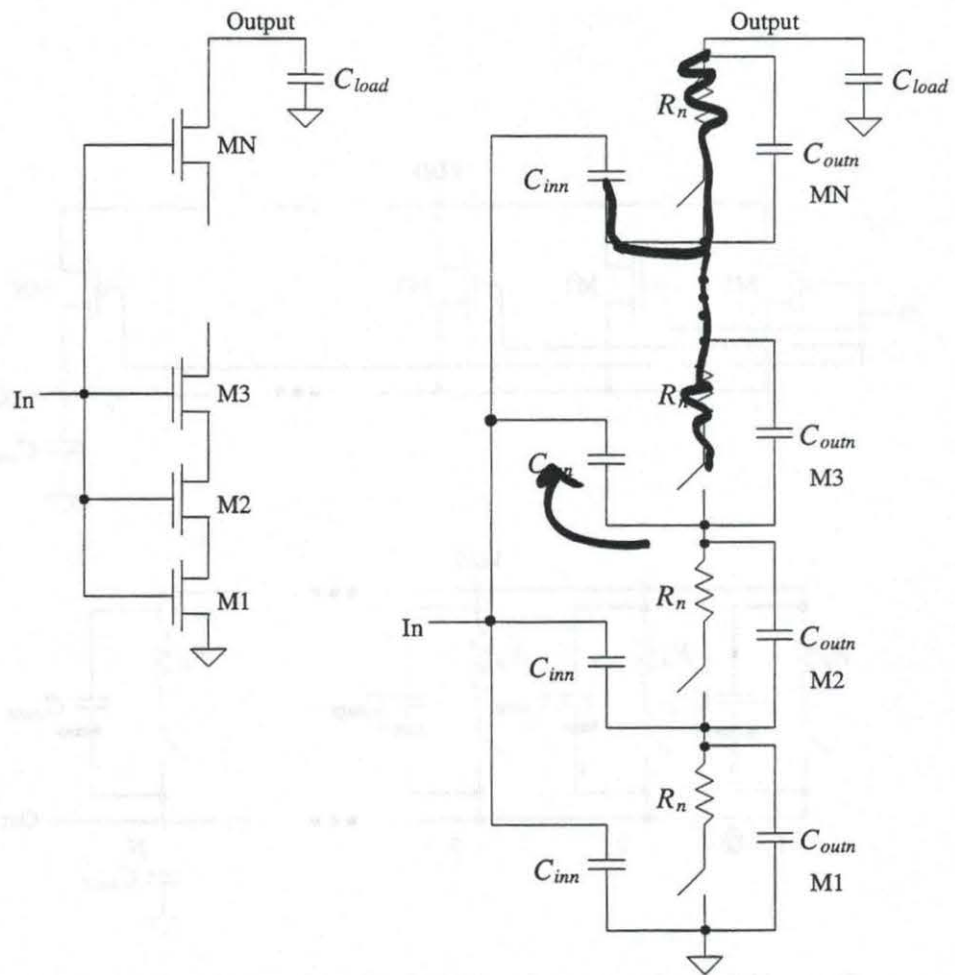 Output
C_load
MN
In
M3
M2
M1
Output
C_load
R_n
C_outn
MN
C_inn
C_outn
M3
R_n
C_outn
M2
In
C_inn
R_n
C_outn
M1
C_inn